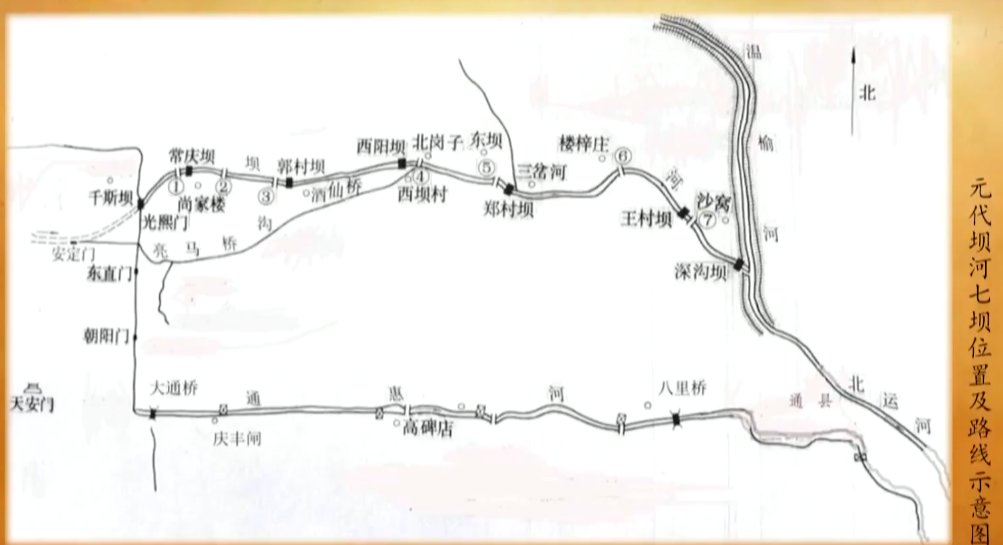 元代坝河七坝位置及路线示意图
北
温榆河
常庆坝
坝河
郭村坝
酉阳坝
北岗子
东坝
楼梓庄
三岔河
千斯坝
①
②
③
④
⑤
⑥
⑦
尚家楼
酒仙桥
西坝村
郑村坝
王村坝
沙窝
深沟坝
光熙门
安定门
亮马桥沟
东直门
朝阳门
天安门
大通桥
通惠河
庆丰闸
高碑店
八里桥
通县
北运河